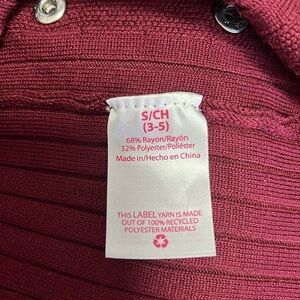 S/CH
(3-5)
68% Rayon/Rayón
32% Polyester/Poliéster
Made in/Hecho en China
THIS LABEL YARN IS MADE
OUT OF 100% RECYCLED
POLYESTER MATERIALS